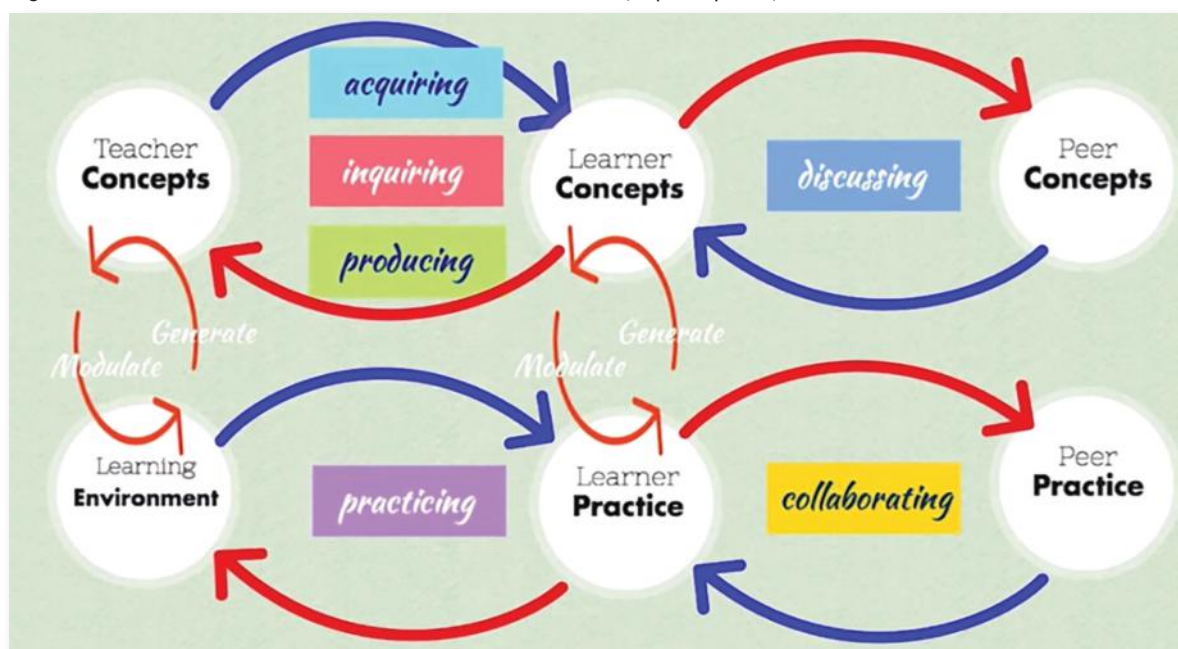 acquiring
Teacher
Concepts
inquiring
Learner
Concepts
discussing
Peer
Concepts
producing
Generate
Modulate
Generate
Modulate
Learning
Environment
practicing
Learner
Practice
collaborating
Peer
Practice